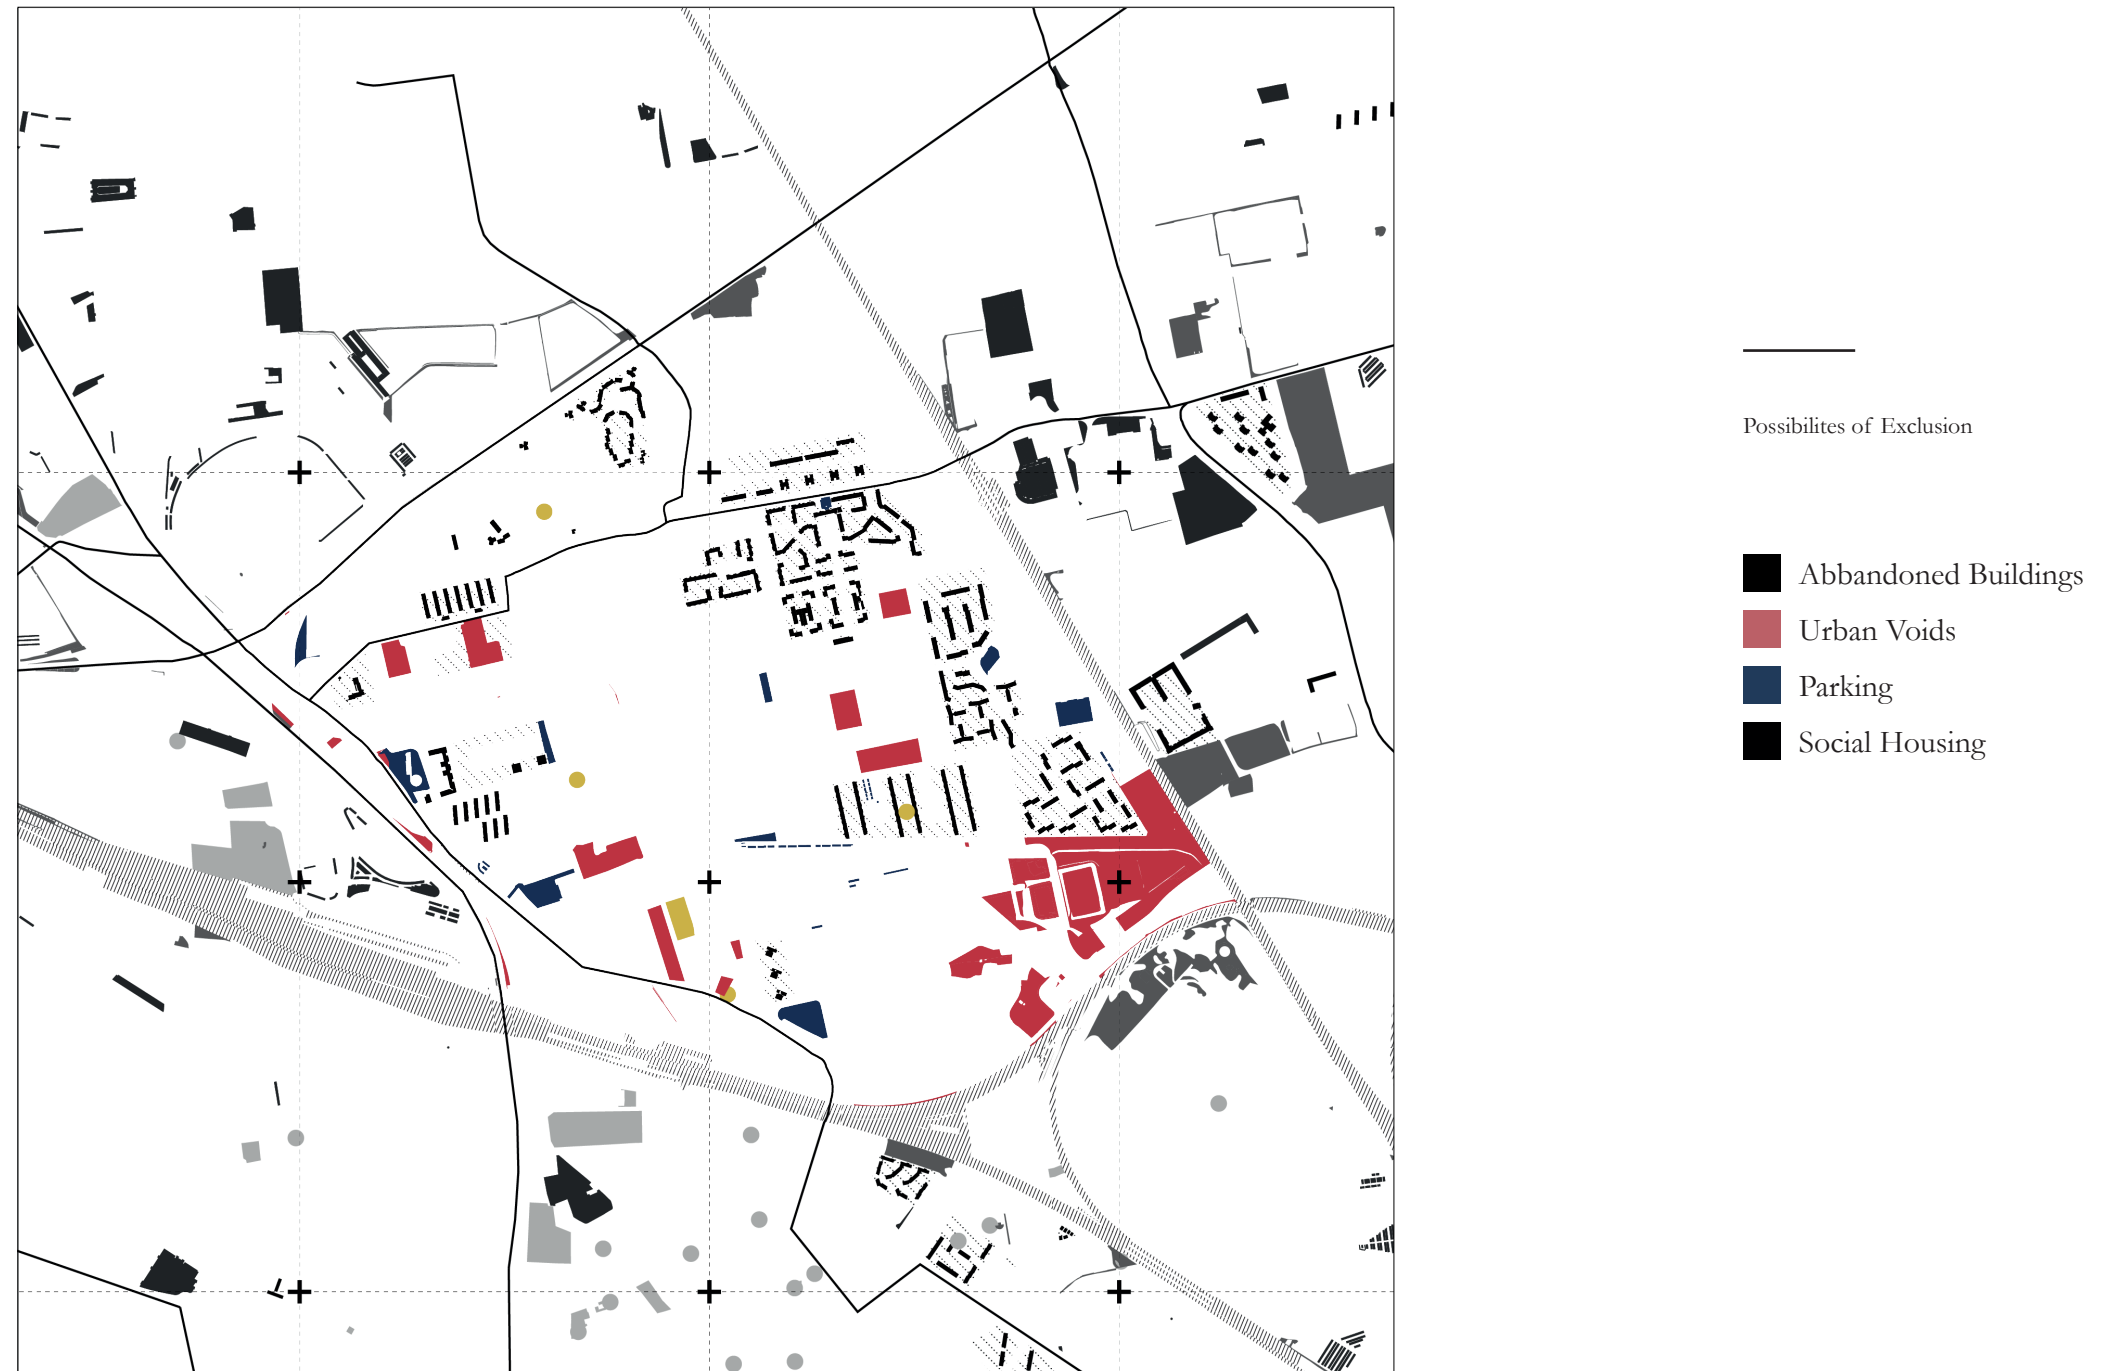 Possibilites of Exclusion
Abbandoned Buildings
Urban Voids
Parking
Social Housing